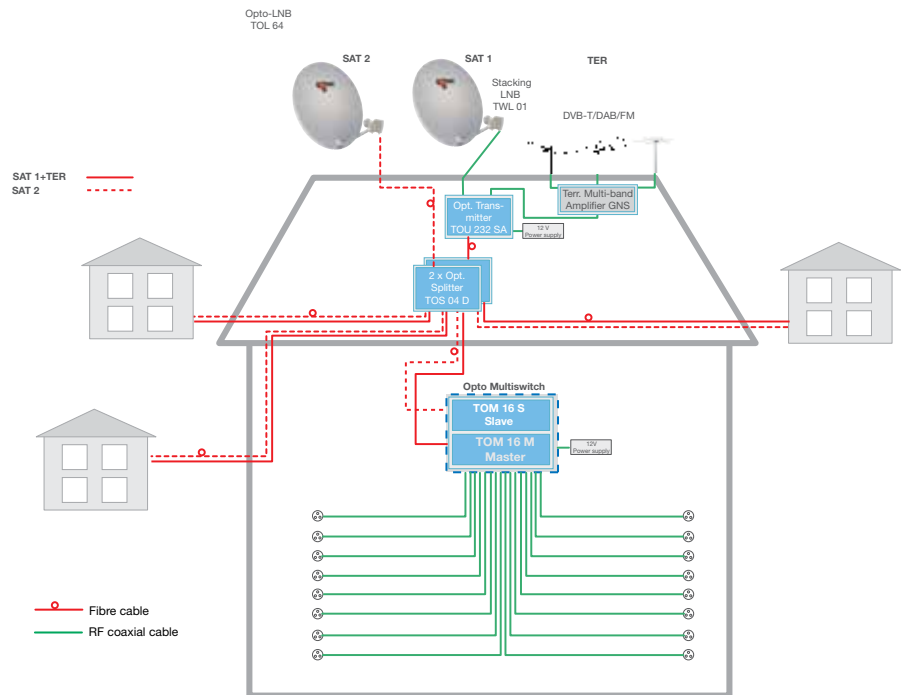 Opto-LNB
TOL 64
SAT 2
SAT 1
TER
Stacking
LNB
TWL 01
DVB-T/DAB/FM
SAT 1+TER
SAT 2
Opt. Trans-
mitter
TOU 232 SA
Terr. Multi-band
Amplifier GNS
12 V
Power supply
2 x Opt.
Splitter
TOS 04 D
Opto Multiswitch
TOM 16 S
Slave
TOM 16 M
Master
12V
Power supply
Fibre cable
RF coaxial cable